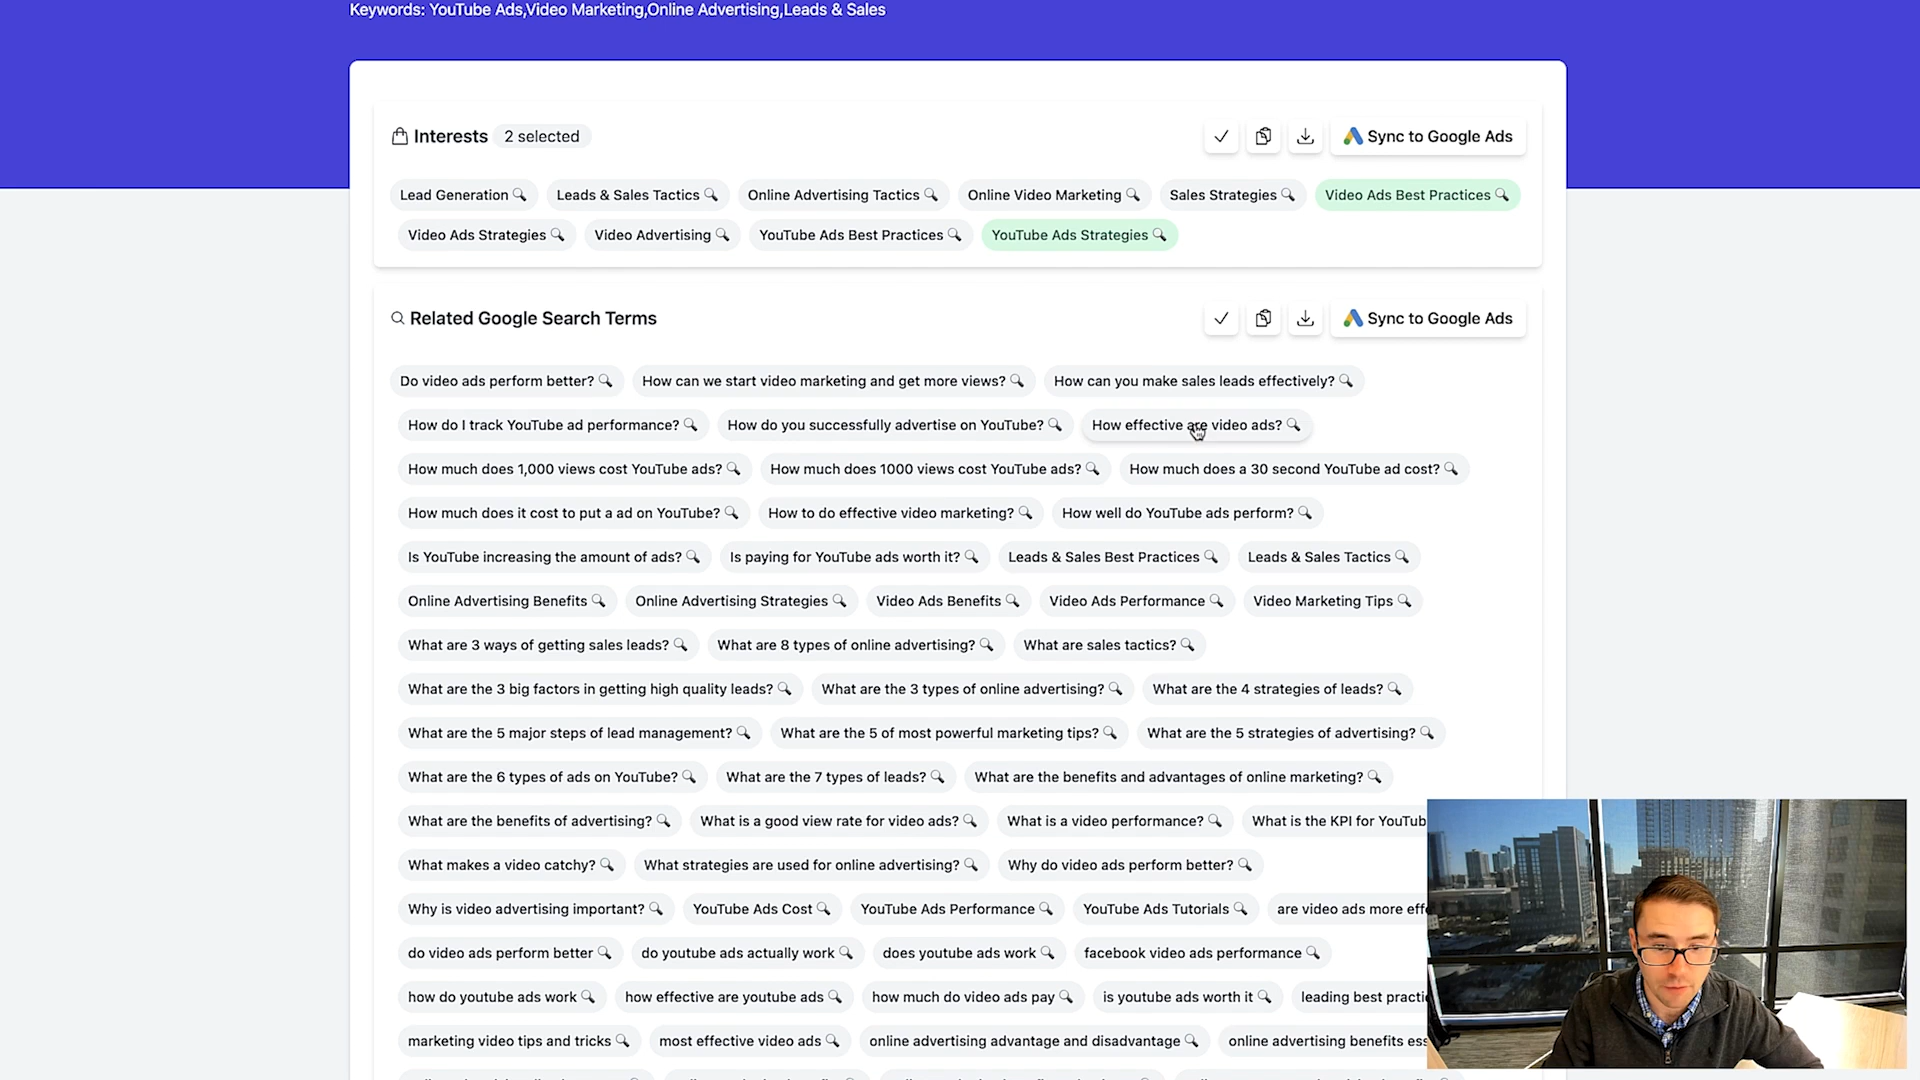 Keywords: YouTube Ads,Video Marketing,Online Advertising,Leads & Sales
Interests 2 selected Sync to Google Ads
Lead Generation Leads & Sales Tactics Online Advertising Tactics Online Video Marketing Sales Strategies Video Ads Best Practices
Video Ads Strategies Video Advertising YouTube Ads Best Practices YouTube Ads Strategies
Related Google Search Terms Sync to Google Ads
Do video ads perform better? How can we start video marketing and get more views? How can you make sales leads effectively?
How do I track YouTube ad performance? How do you successfully advertise on YouTube? How effective are video ads?
How much does 1,000 views cost YouTube ads? How much does 1000 views cost YouTube ads? How much does a 30 second YouTube ad cost?
How much does it cost to put a ad on YouTube? How to do effective video marketing? How well do YouTube ads perform?
Is YouTube increasing the amount of ads? Is paying for YouTube ads worth it? Leads & Sales Best Practices Leads & Sales Tactics
Online Advertising Benefits Online Advertising Strategies Video Ads Benefits Video Ads Performance Video Marketing Tips
What are 3 ways of getting sales leads? What are 8 types of online advertising? What are sales tactics?
What are the 3 big factors in getting high quality leads? What are the 3 types of online advertising? What are the 4 strategies of leads?
What are the 5 major steps of lead management? What are the 5 of most powerful marketing tips? What are the 5 strategies of advertising?
What are the 6 types of ads on YouTube? What are the 7 types of leads? What are the benefits and advantages of online marketing?
What are the benefits of advertising? What is a good view rate for video ads? What is a video performance? What is the KPI for YouTub
What makes a video catchy? What strategies are used for online advertising? Why do video ads perform better?
Why is video advertising important? YouTube Ads Cost YouTube Ads Performance YouTube Ads Tutorials are video ads more eff
do video ads perform better do youtube ads actually work does youtube ads work facebook video ads performance
how do youtube ads work how effective are youtube ads how much do video ads pay is youtube ads worth it leading best practi
marketing video tips and tricks most effective video ads online advertising advantage and disadvantage online advertising benefits es